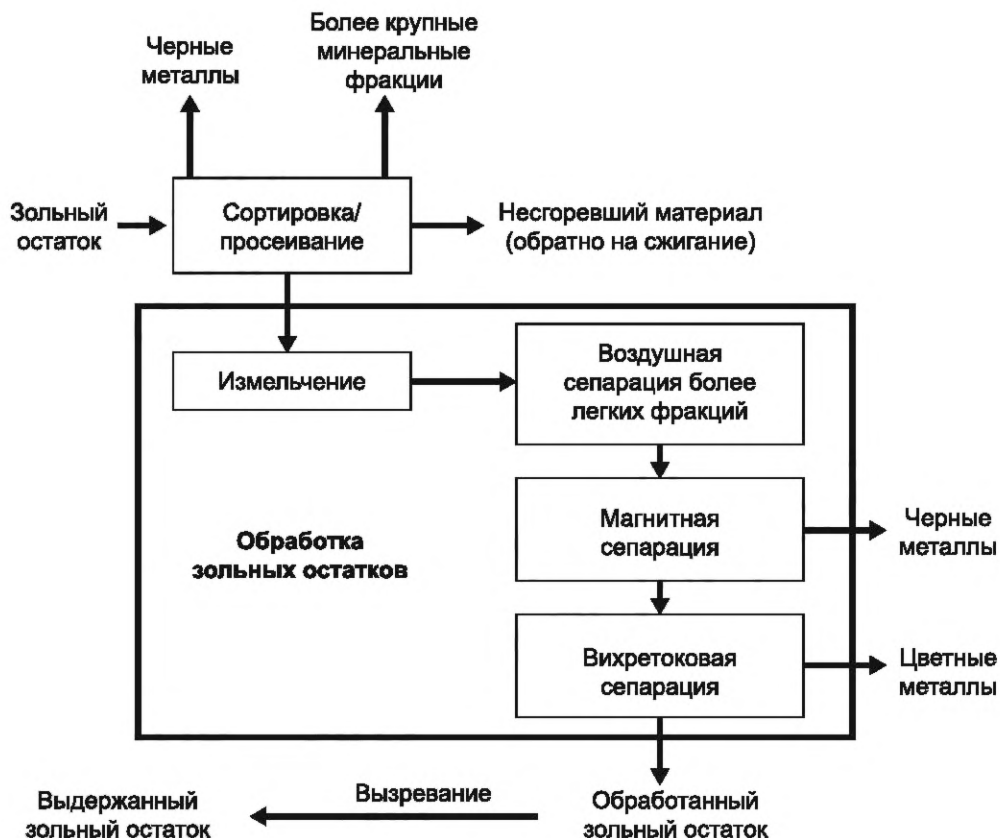 Черные
металлы
Более крупные
минеральные
фракции
Зольный
остаток
Сортировка/
просеивание
Несгоревший материал
(обратно на сжигание)
Измельчение
Воздушная
сепарация более
легких фракций
Обработка
зольных остатков
Магнитная
сепарация
Черные
металлы
Вихретоковая
сепарация
Цветные
металлы
Выдержанный
зольный остаток
Вызревание
Обработанный
зольный остаток